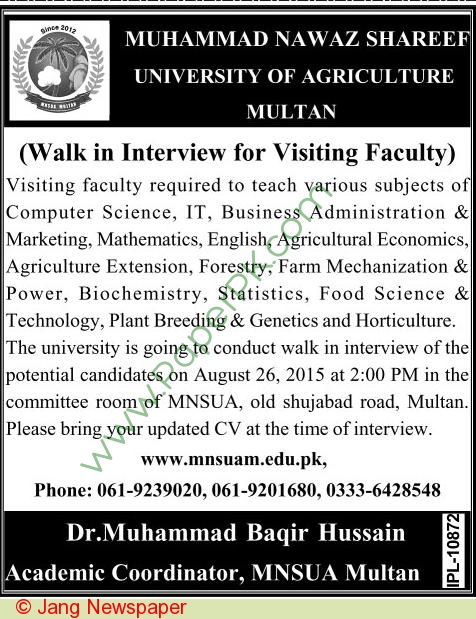 Since 2012
MNSUA MULTAN
MUHAMMAD NAWAZ SHAREEF
UNIVERSITY OF AGRICULTURE
MULTAN
(Walk in Interview for Visiting Faculty)
Visiting faculty required to teach various subjects of
Computer Science, IT, Business Administration &
Marketing, Mathematics, English, Agricultural Economics,
Agriculture Extension, Forestry, Farm Mechanization &
Power, Biochemistry, Statistics, Food Science &
Technology, Plant Breeding & Genetics and Horticulture.
The university is going to conduct walk in interview of the
potential candidates on August 26, 2015 at 2:00 PM in the
committee room of MNSUA, old shujabad road, Multan.
Please bring your updated CV at the time of interview.
www.mnsuam.edu.pk,
Phone: 061-9239020, 061-9201680, 0333-6428548
Dr.Muhammad Baqir Hussain
Academic Coordinator, MNSUA Multan
IPL-10872
www.PaperPK.com
© Jang Newspaper